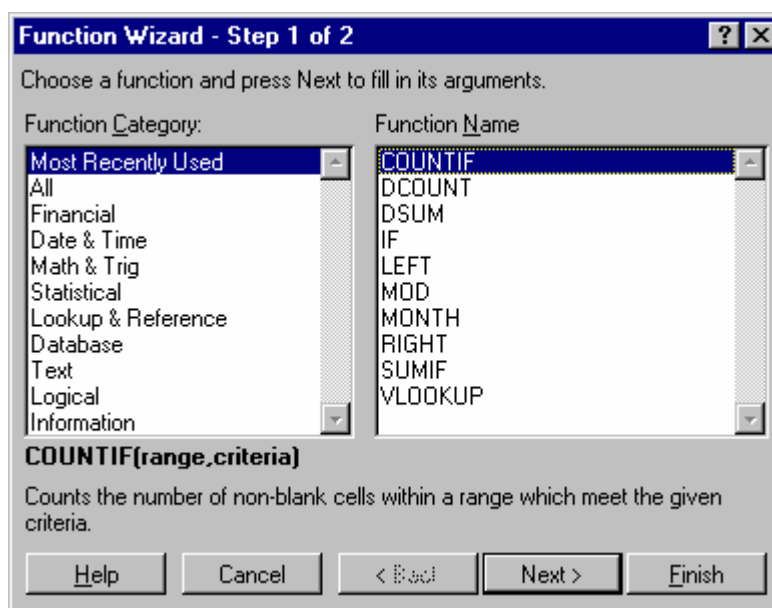 Function Wizard - Step 1 of 2
Choose a function and press Next to fill in its arguments.
Function Category:
Most Recently Used
All
Financial
Date & Time
Math & Trig
Statistical
Lookup & Reference
Database
Text
Logical
Information
Function Name
COUNTIF
DCOUNT
DSUM
IF
LEFT
MOD
MONTH
RIGHT
SUMIF
VLOOKUP
COUNTIF(range,criteria)
Counts the number of non-blank cells within a range which meet the given
criteria.
Help Cancel < Back Next > Finish